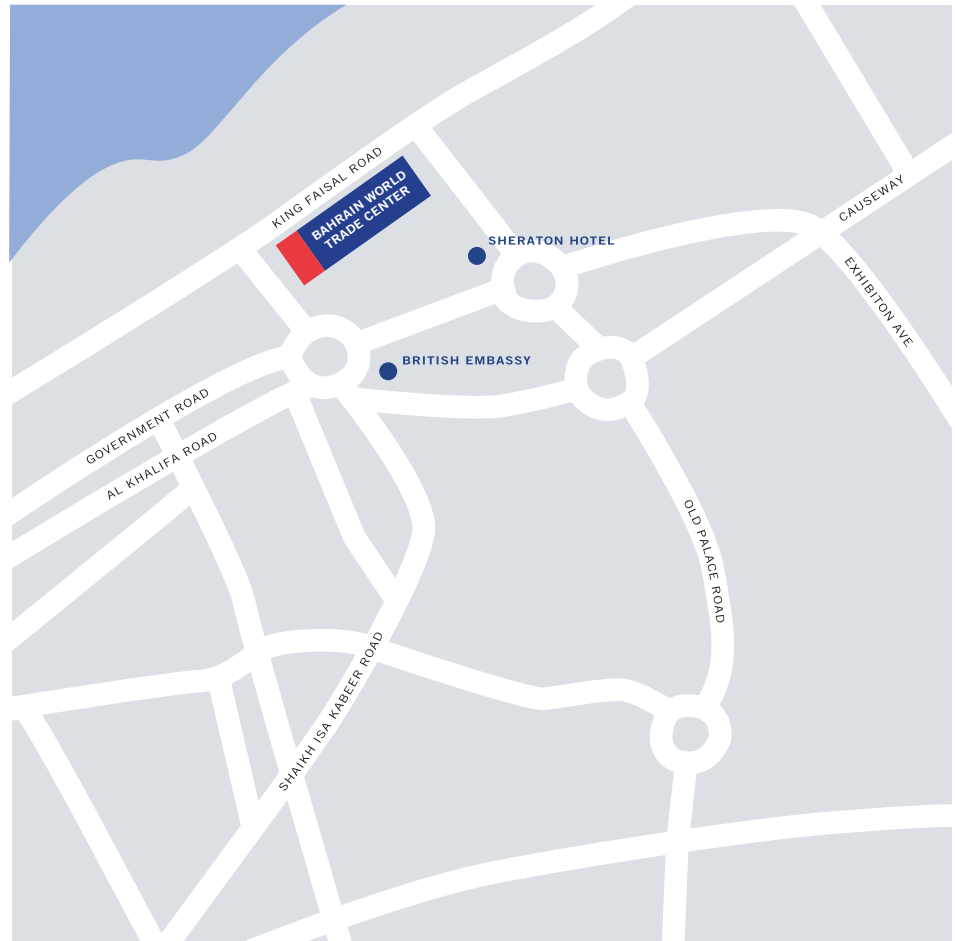 KING FAISAL ROAD
BAHRAIN WORLD
TRADE CENTER
CAUSEWAY
SHERATON HOTEL
EXHIBITON AVE
BRITISH EMBASSY
GOVERNMENT ROAD
AL KHALIFA ROAD
OLD PALACE ROAD
SHAIKH ISA KABEER ROAD